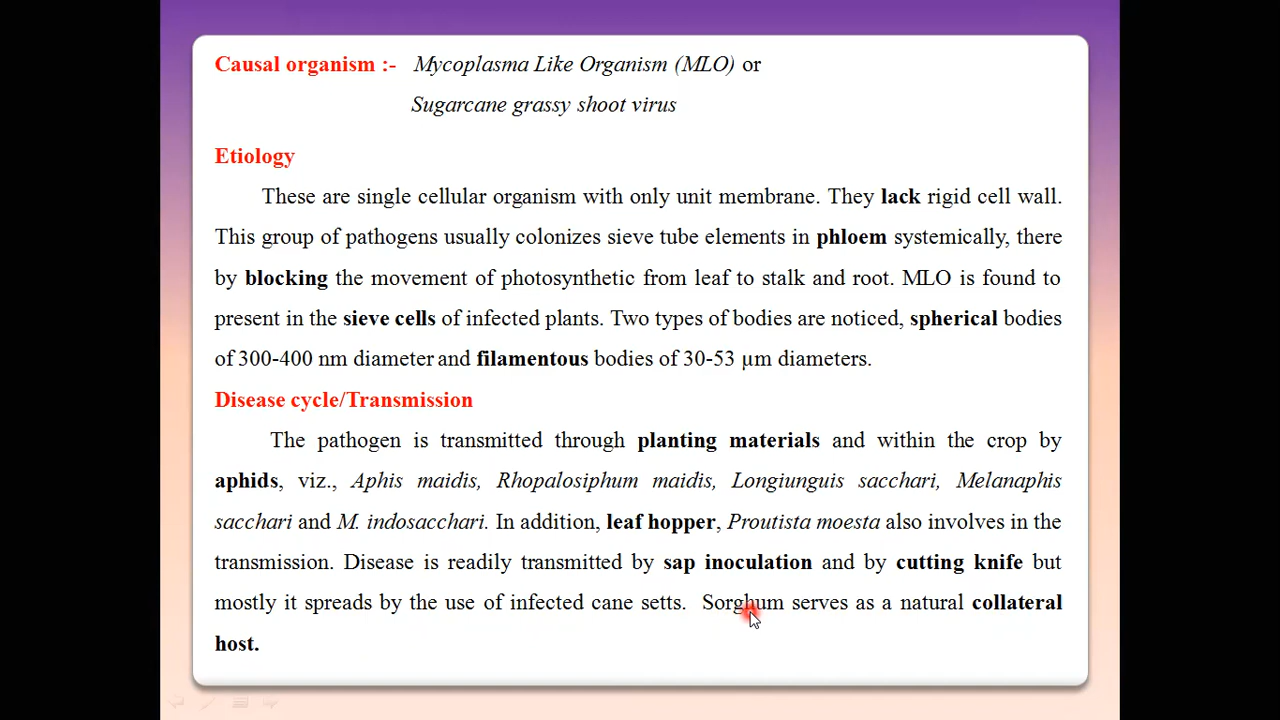 Causal organism :- Mycoplasma Like Organism (MLO) or
Sugarcane grassy shoot virus
Etiology
These are single cellular organism with only unit membrane. They lack rigid cell wall.
This group of pathogens usually colonizes sieve tube elements in phloem systemically, there
by blocking the movement of photosynthetic from leaf to stalk and root. MLO is found to
present in the sieve cells of infected plants. Two types of bodies are noticed, spherical bodies
of 300-400 nm diameter and filamentous bodies of 30-53 µm diameters.
Disease cycle/Transmission
The pathogen is transmitted through planting materials and within the crop by
aphids, viz., Aphis maidis, Rhopalosiphum maidis, Longiunguis sacchari, Melanaphis
sacchari and M. indosacchari. In addition, leaf hopper, Proutista moesta also involves in the
transmission. Disease is readily transmitted by sap inoculation and by cutting knife but
mostly it spreads by the use of infected cane setts. Sorghum serves as a natural collateral
host.